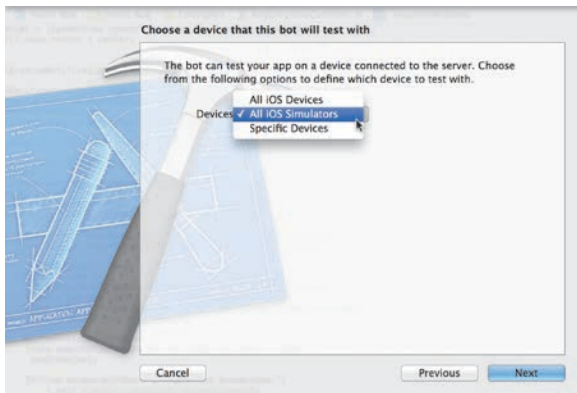 Choose a device that this bot will test with
The bot can test your app on a device connected to the server. Choose
from the following options to define which device to test with.
All iOS Devices
Devices ✓ All iOS Simulators
Specific Devices
Cancel
Previous
Next